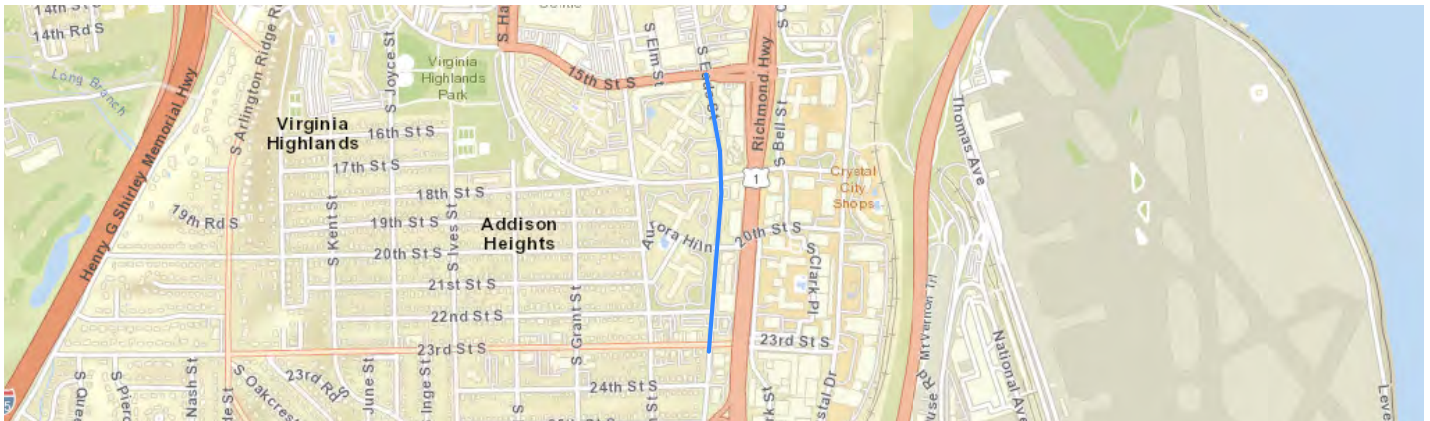 14th St S
14th Rd S
Long Branch
S Arlington Ridge Rd
S Joyce St
Virginia
Highlands
Park
S Elm St
S Eads St
15th St S
Richmond Hwy
S Bell St
Thomas Ave
Henry G Shirley Memorial Hwy
Virginia
Highlands
16th St S
17th St S
18th St S
1
Crystal
City
Shops
19th Rd S
S Kent St
19th St S
S Ives St
Addison
Heights
20th St S
20th St S
S Clark Pl
21st St S
S Grant St
22nd St S
23rd St S
23rd St S
Mt Vernon Trl
National Ave
Nash St
S Oakcrest
23rd Rd S
June St
S Inge St
24th St S